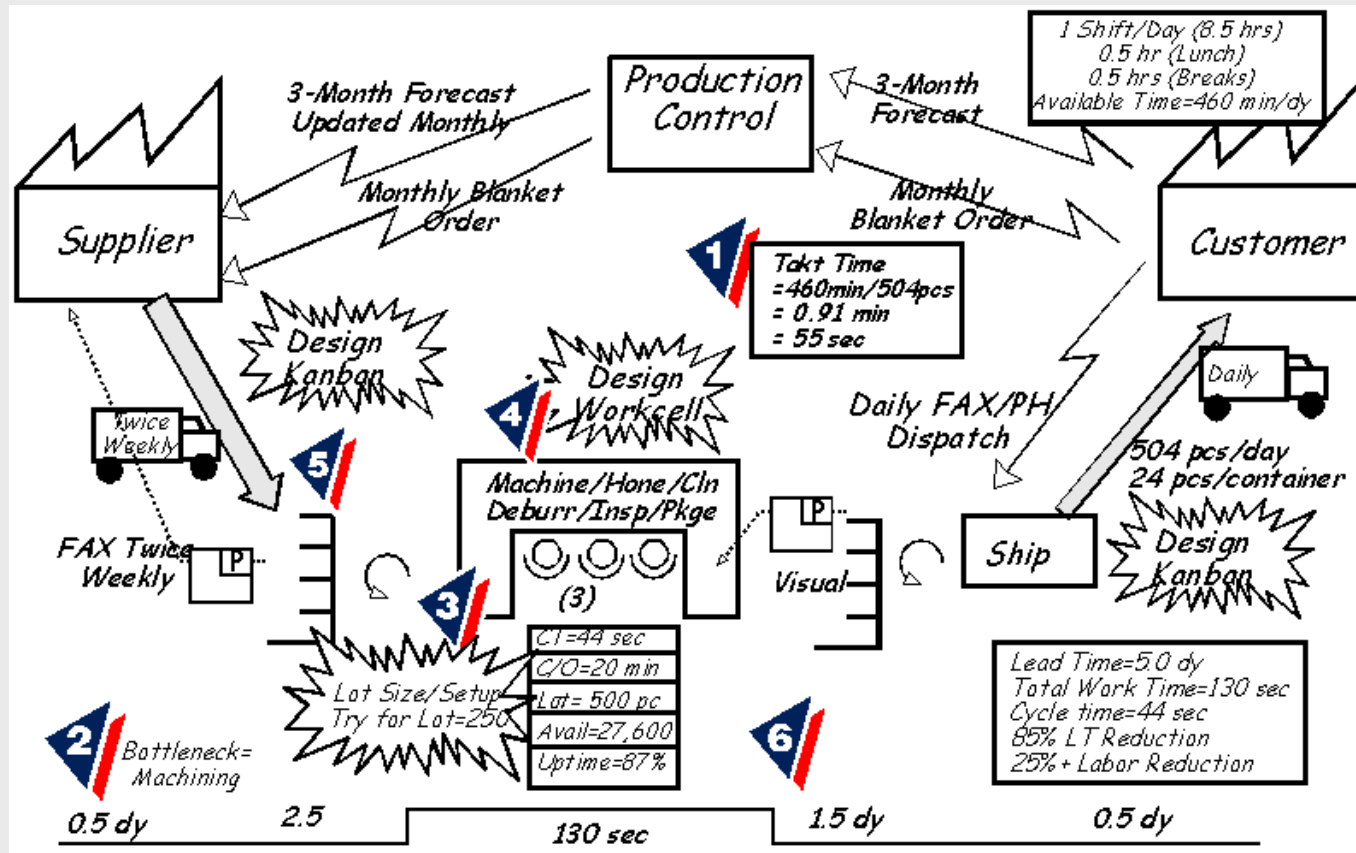 1 Shift/Day (8.5 hrs)
0.5 hr (Lunch)
0.5 hrs (Breaks)
Available Time=460 min/dy
Production
Control
3-Month Forecast
Updated Monthly
3-Month
Forecast
Monthly Blanket
Order
Monthly
Blanket Order
Supplier
Customer
1
Takt Time
=460min/504pcs
= 0.91 min
= 55 sec
Design
Kanban
4
Design
Workcell
Twice
Weekly
Daily
Daily FAX/PH
Dispatch
504 pcs/day
24 pcs/container
5
Machine/Hone/Cln
Deburr/Insp/Pkge
(3)
FAX Twice
Weekly
P
P
Visual
Ship
Design
Kanban
3
CT=44 sec
C/O=20 min
Lot= 500 pc
Avail=27,600
Uptime=87%
Lot Size/Setup
Try for Lot=250
Lead Time=5.0 dy
Total Work Time=130 sec
Cycle time=44 sec
85% LT Reduction
25%+ Labor Reduction
2
Bottleneck=
Machining
6
0.5 dy
2.5
130 sec
1.5 dy
0.5 dy